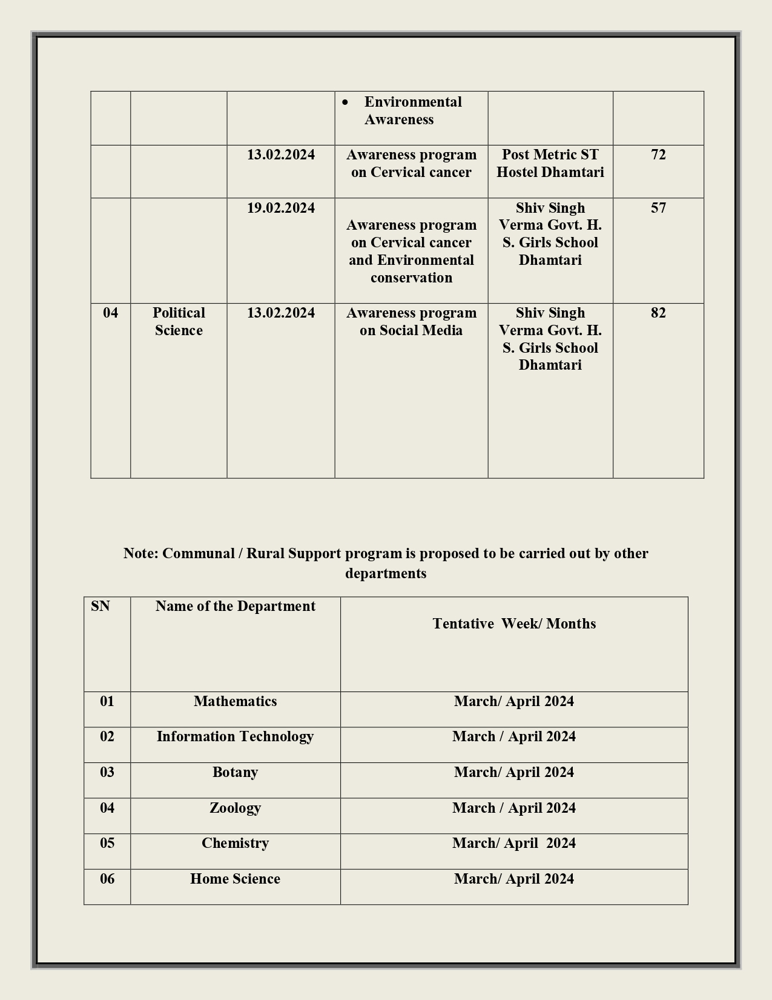 • Environmental
Awareness
13.02.2024 Awareness program Post Metric ST 72
on Cervical cancer Hostel Dhamtari
19.02.2024 Shiv Singh 57
Awareness program Verma Govt. H.
on Cervical cancer S. Girls School
and Environmental Dhamtari
conservation
04 Political 13.02.2024 Awareness program Shiv Singh 82
Science on Social Media Verma Govt. H.
S. Girls School
Dhamtari
Note: Communal / Rural Support program is proposed to be carried out by other
departments
SN Name of the Department
Tentative Week/ Months
01 Mathematics March/ April 2024
02 Information Technology March / April 2024
03 Botany March/ April 2024
04 Zoology March / April 2024
05 Chemistry March/ April 2024
06 Home Science March/ April 2024